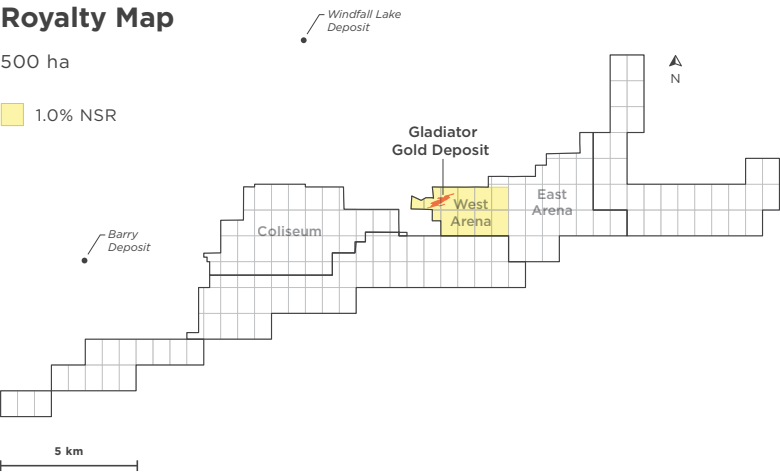 Royalty Map
Windfall Lake
Deposit
500 ha
N
1.0% NSR
Gladiator
Gold Deposit
West
Arena
East
Arena
Coliseum
Barry
Deposit
5 km